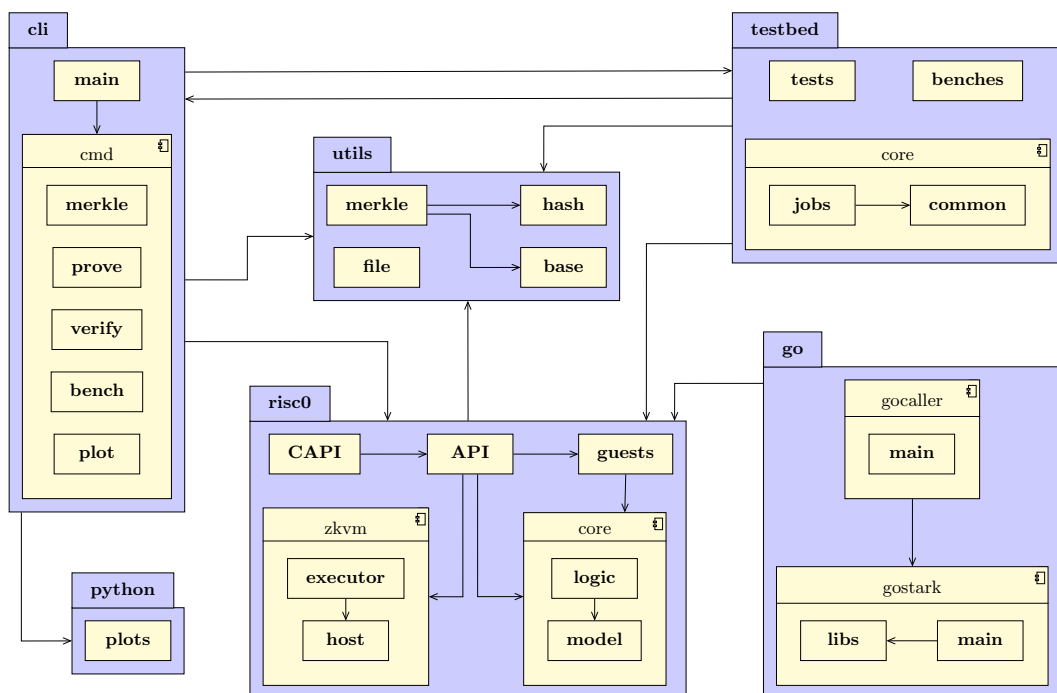 cli
main
cmd
merkle
prove
verify
bench
plot
python
plots
utils
merkle
hash
file
base
risc0
CAPI
API
guests
zkvm
executor
host
core
logic
model
testbed
tests
benches
core
jobs
common
go
gocaller
main
gostark
libs
main